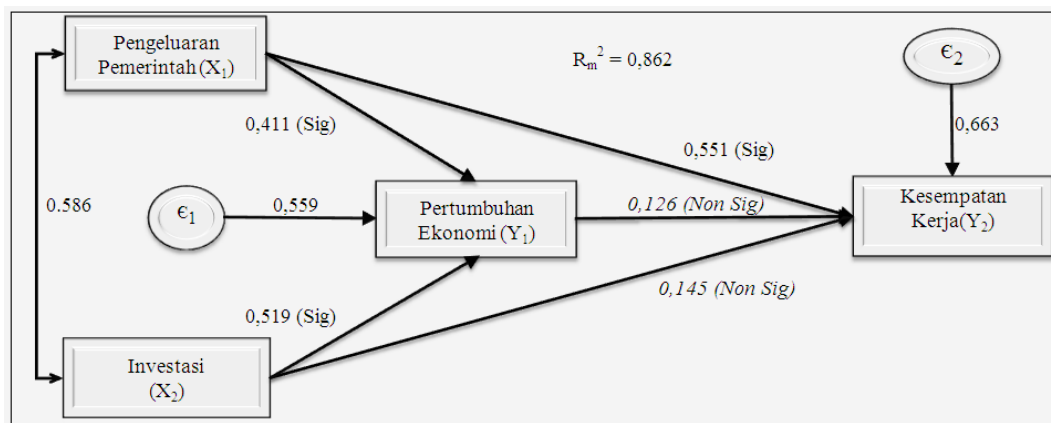 Pengeluaran
Pemerintah (X₁)
Rₘ² = 0,862
ϵ₂
0,411 (Sig)
0,663
0,551 (Sig)
0.586
ϵ₁
0,559
Pertumbuhan
Ekonomi (Y₁)
0,126 (Non Sig)
Kesempatan
Kerja(Y₂)
0,145 (Non Sig)
0,519 (Sig)
Investasi
(X₂)